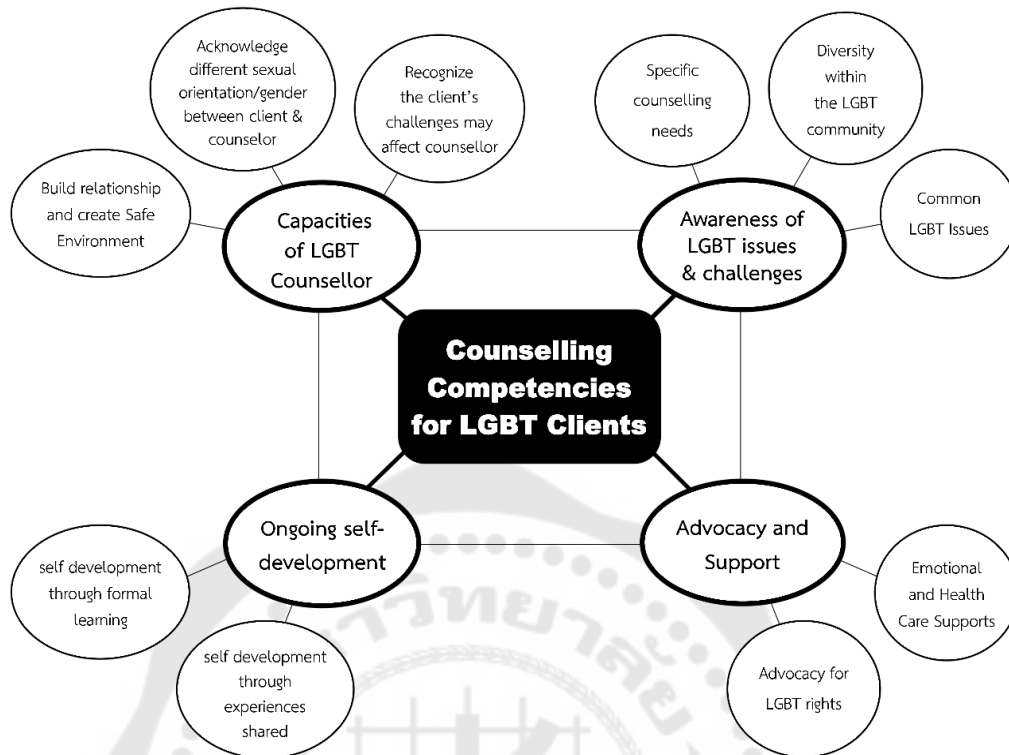 Acknowledge
different sexual
orientation/gender
between client &
counselor
Recognize
the client's
challenges may
affect counsellor
Specific
counselling
needs
Diversity
within
the LGBT
community
Build relationship
and create Safe
Environment
Capacities
of LGBT
Counsellor
Awareness of
LGBT issues
& challenges
Common
LGBT Issues
Counselling
Competencies
for LGBT Clients
Ongoing self-
development
Advocacy and
Support
self development
through formal
learning
self development
through
experiences
shared
Emotional
and Health
Care Supports
Advocacy for
LGBT rights